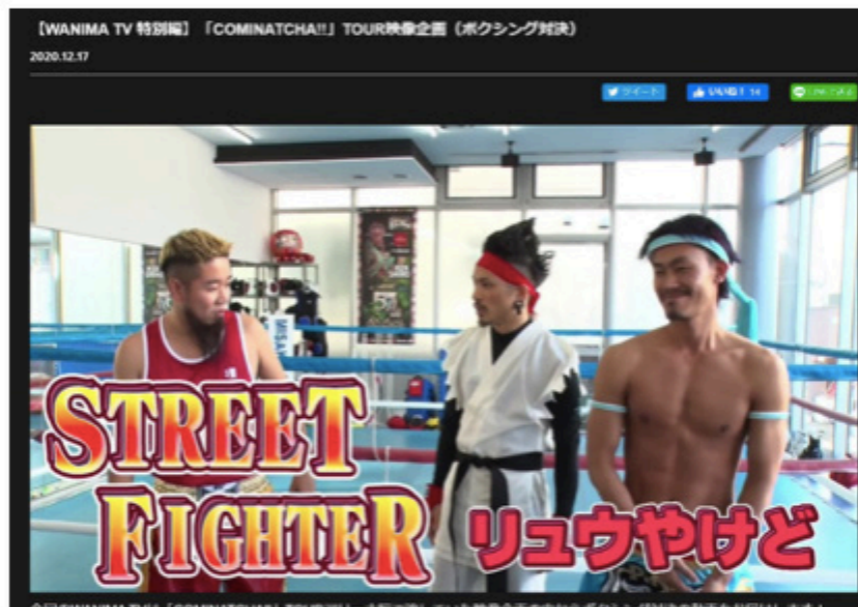 【WANIMA TV 特別編】「COMINATCHA!!」TOUR映像企画（ボクシング対決）
2020.12.17
ツイート
いいね！ 14
STREET
FIGHTER
リュウやけど